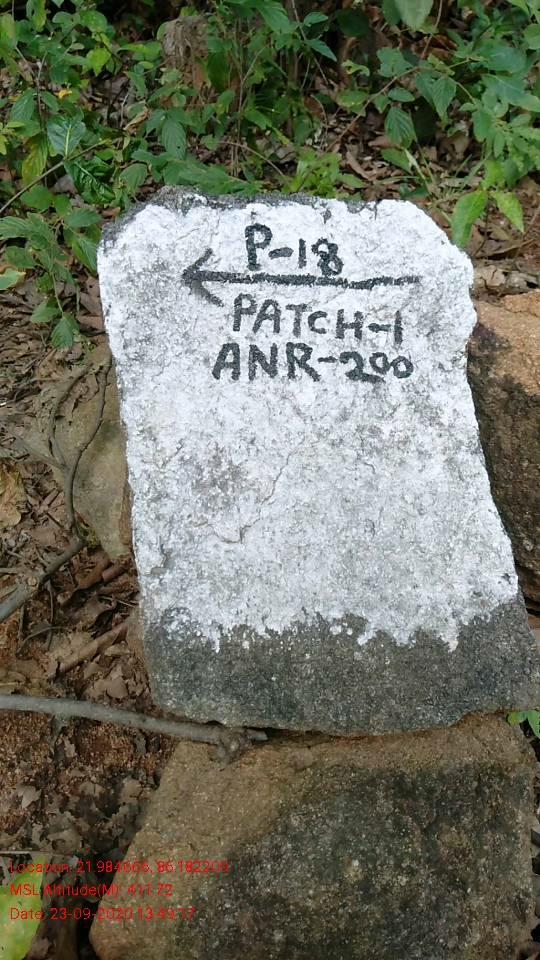 P-18
PATCH-1
ANR-200
Location: 21.984666, 86.182209
MSL Altitude(M): 411.72
Date: 23-09-2020 13:49:17